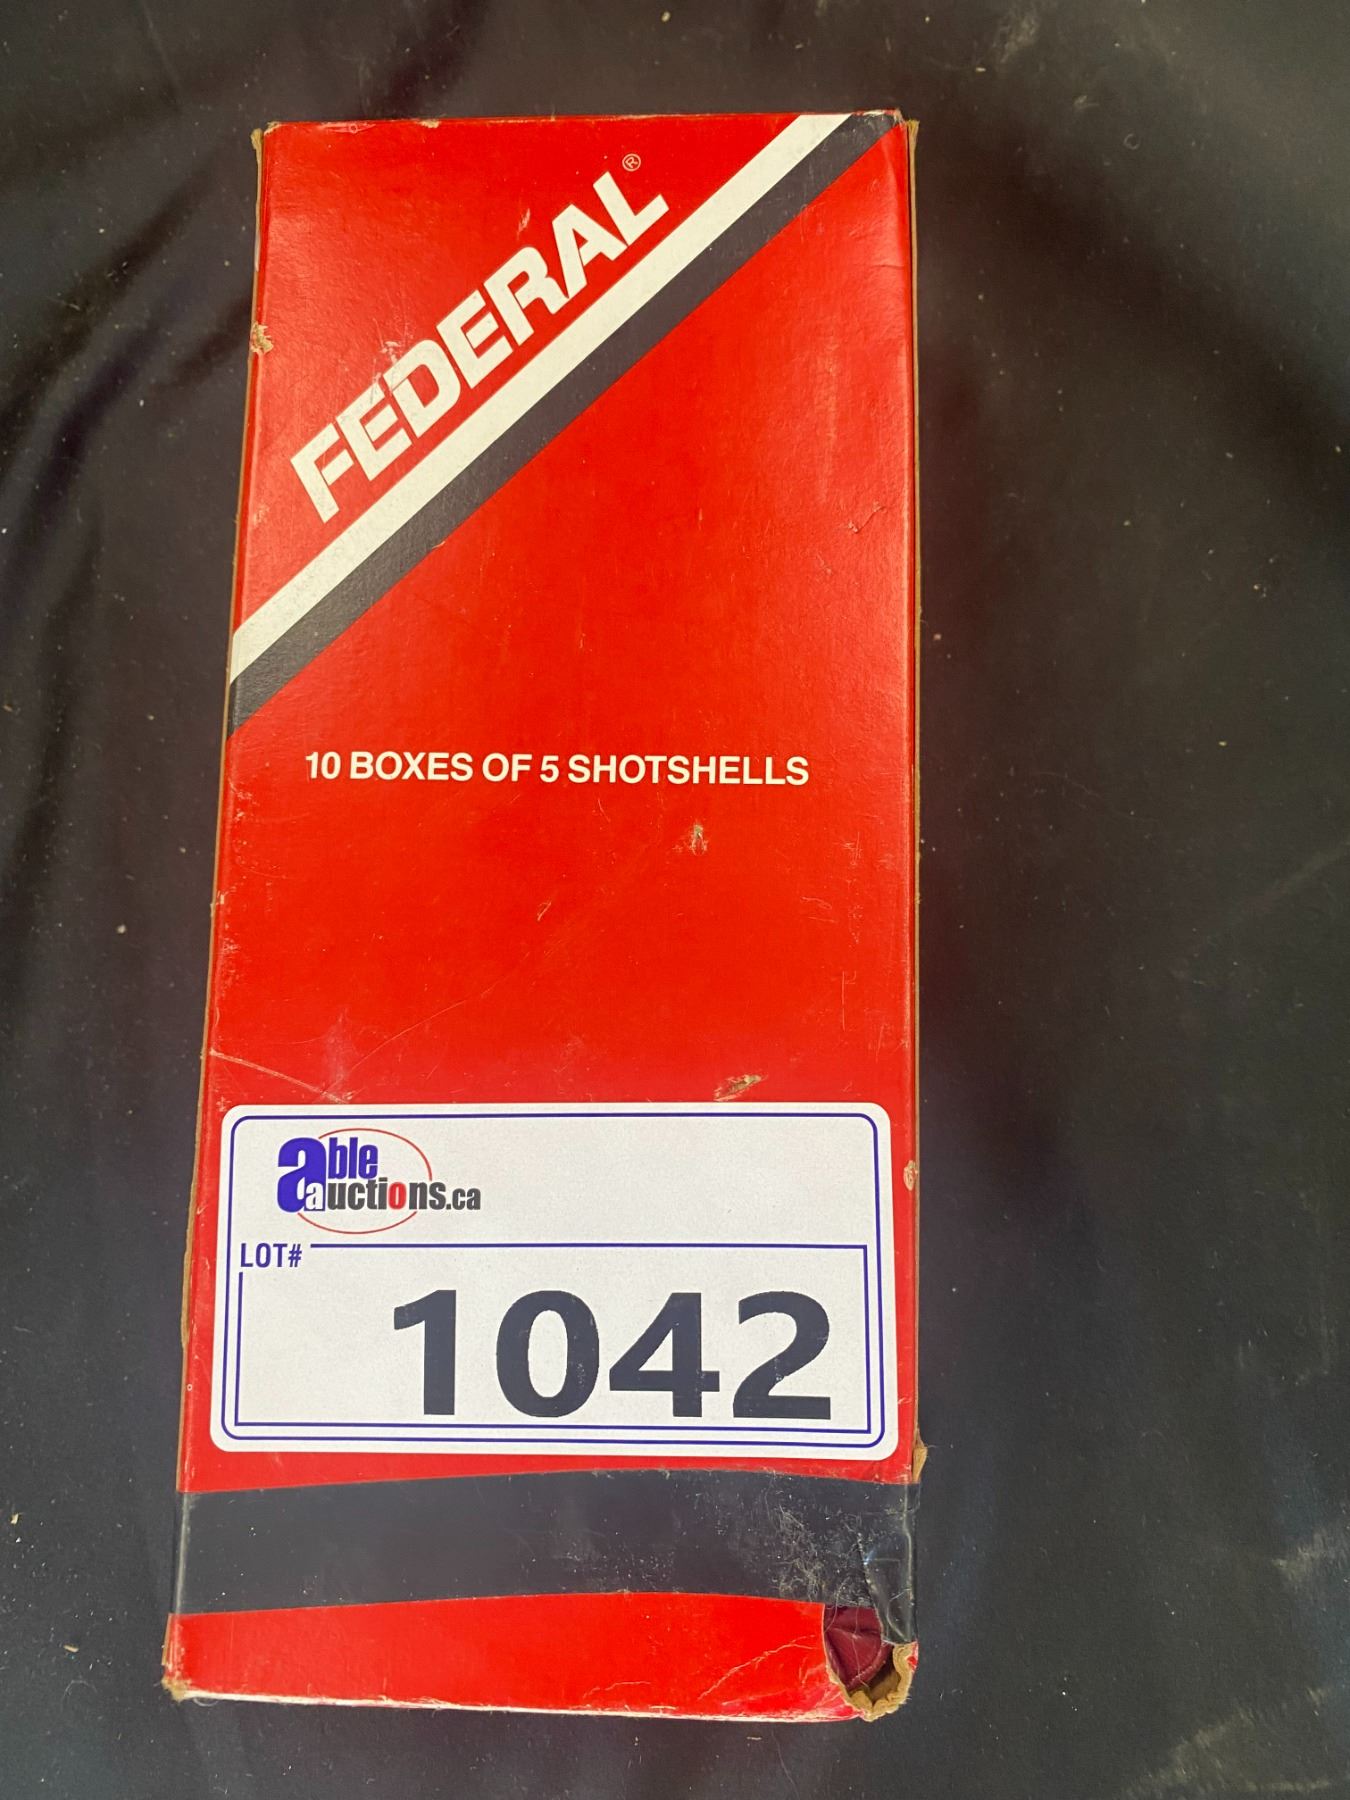 FEDERAL®
10 BOXES OF 5 SHOTSHELLS
able
auctions.ca
LOT#
1042